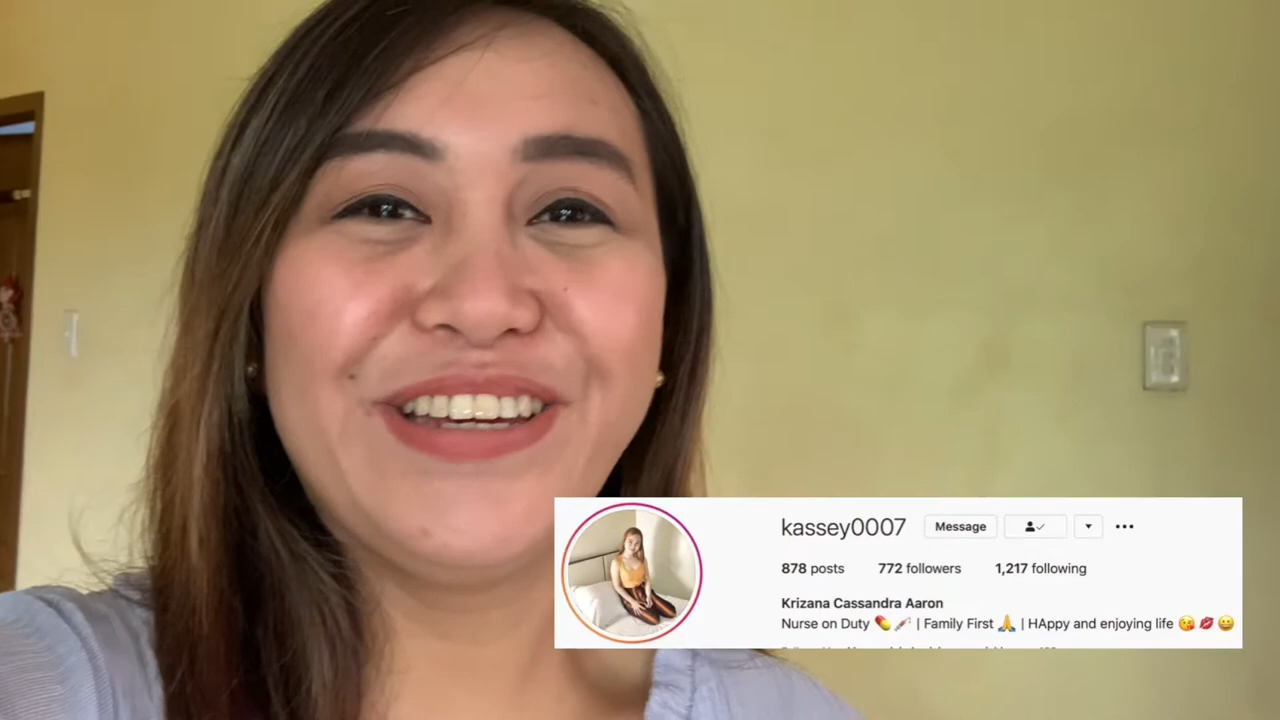 kassey0007 Message
878 posts 772 followers 1,217 following
Krizana Cassandra Aaron
Nurse on Duty 💊 💉 | Family First 🙏 | HAppy and enjoying life 😘 💋 😀